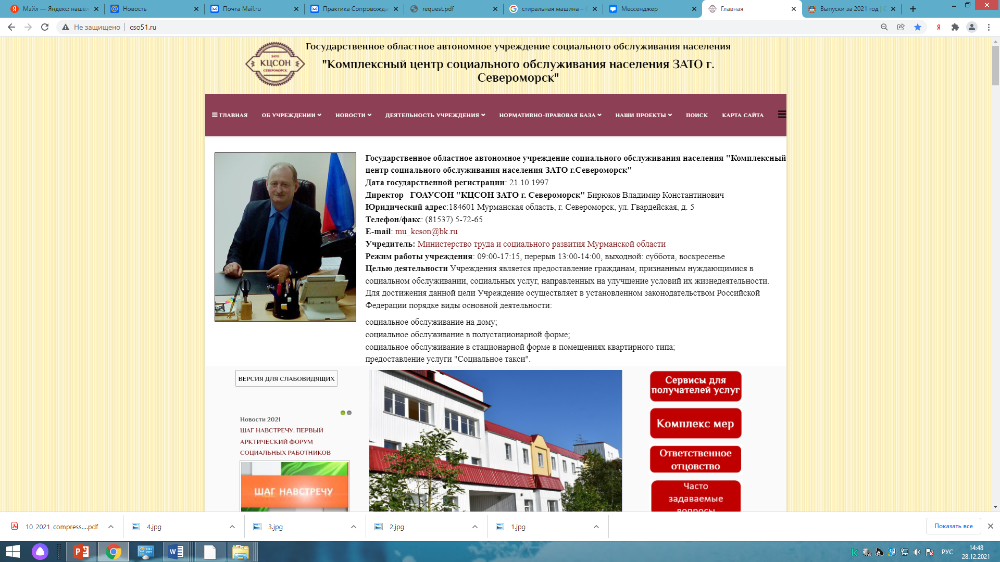 Мэйл — Яндекс: нашёл
Новость
Почта Mail.ru
Практика Сопровожда
request.pdf
стиральная машина –
Мессенджер
Главная
Выпуски за 2021 год |
Не защищено
cso51.ru
Государственное областное автономное учреждение социального обслуживания населения
"Комплексный центр социального обслуживания населения ЗАТО г.
Североморск"
ЗАТО
КЦСОН
СЕВЕРОМОРСК
ГЛАВНАЯ
ОБ УЧРЕЖДЕНИИ
НОВОСТИ
ДЕЯТЕЛЬНОСТЬ УЧРЕЖДЕНИЯ
НОРМАТИВНО-ПРАВОВАЯ БАЗА
НАШИ ПРОЕКТЫ
ПОИСК
КАРТА САЙТА
Государственное областное автономное учреждение социального обслуживания населения "Комплексный
центр социального обслуживания населения ЗАТО г.Североморск"
Дата государственной регистрации: 21.10.1997
Директор ГОАУСОН "КЦСОН ЗАТО г. Североморск" Бирюков Владимир Константинович
Юридический адрес:184601 Мурманская область, г. Североморск, ул. Гвардейская, д. 5
Телефон/факс: (81537) 5-72-65
E-mail: mu_kcson@bk.ru
Учредитель: Министерство труда и социального развития Мурманской области
Режим работы учреждения: 09:00-17:15, перерыв 13:00-14:00, выходной: суббота, воскресенье
Целью деятельности Учреждения является предоставление гражданам, признанным нуждающимися в
социальном обслуживании, социальных услуг, направленных на улучшение условий их жизнедеятельности.
Для достижения данной цели Учреждение осуществляет в установленном законодательством Российской
Федерации порядке виды основной деятельности:
социальное обслуживание на дому;
социальное обслуживание в полустационарной форме;
социальное обслуживание в стационарной форме в помещениях квартирного типа;
предоставление услуги "Социальное такси".
ВЕРСИЯ ДЛЯ СЛАБОВИДЯЩИХ
Новости 2021
ШАГ НАВСТРЕЧУ. ПЕРВЫЙ
АРКТИЧЕСКИЙ ФОРУМ
СОЦИАЛЬНЫХ РАБОТНИКОВ
ШАГ НАВСТРЕЧУ
Сервисы для
получателей услуг
Комплекс мер
Ответственное
отцовство
Часто
задаваемые
вопросы
10_2021_compress....pdf
4.jpg
3.jpg
2.jpg
1.jpg
Показать все
РУС
14:48
28.12.2021